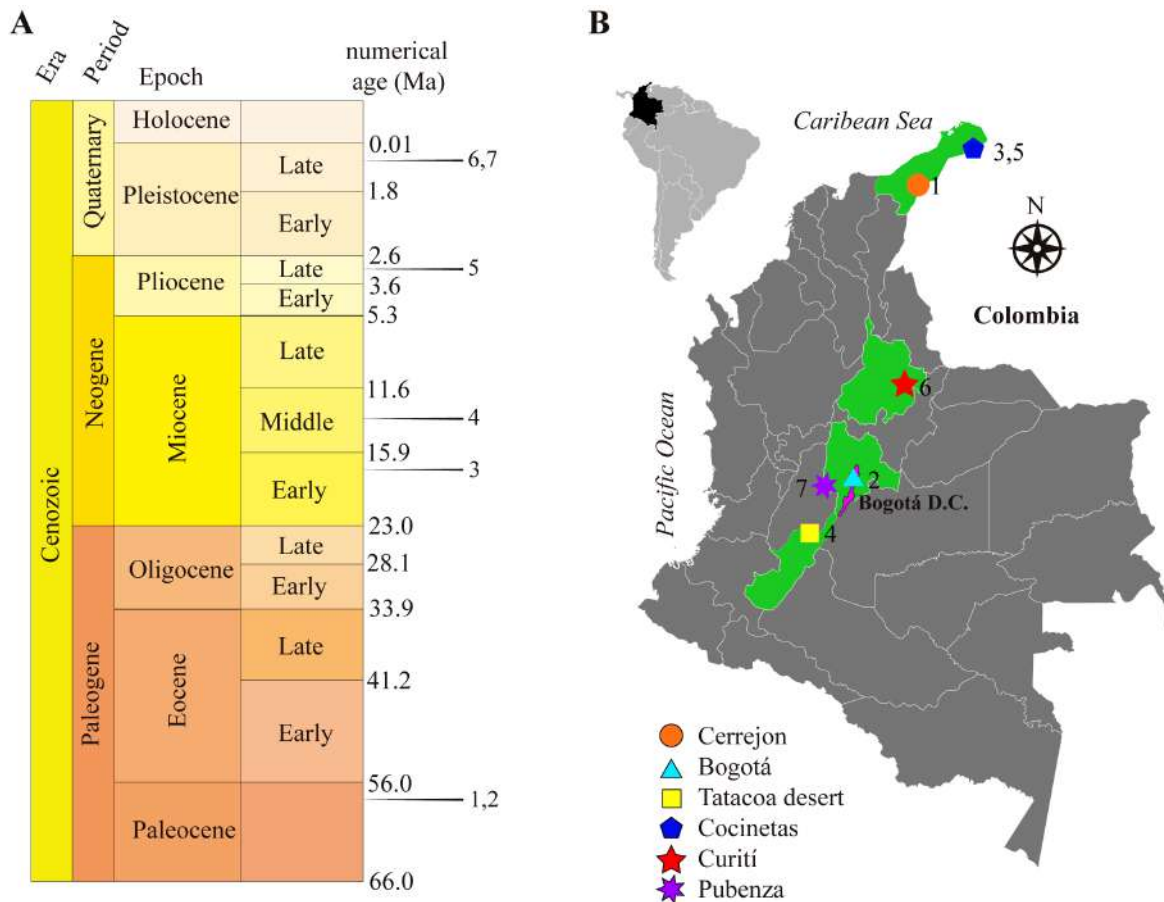 A
Era
Period
Epoch
numerical
age (Ma)
Cenozoic
Quaternary
Neogene
Paleogene
Holocene
0.01
Pleistocene
Late
6,7
1.8
Early
2.6
Pliocene
Late
5
3.6
Early
5.3
Miocene
Late
11.6
Middle
4
15.9
3
Early
23.0
Oligocene
Late
28.1
Early
33.9
Eocene
Late
41.2
Early
56.0
1,2
Paleocene
66.0
B
Caribean Sea
3,5
1
N
Colombia
Pacific Ocean
6
7
2
Bogotá D.C.
4
Cerrejon
Bogotá
Tatacoa desert
Cocinetas
Curití
Pubenza